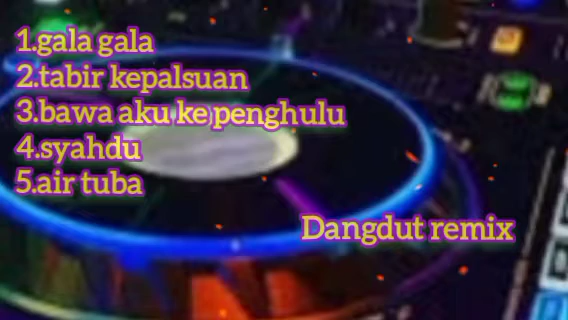 1.gala gala
2.tabir kepalsuan
3.bawa aku ke penghulu
4.syahdu
5.air tuba
Dangdut remix